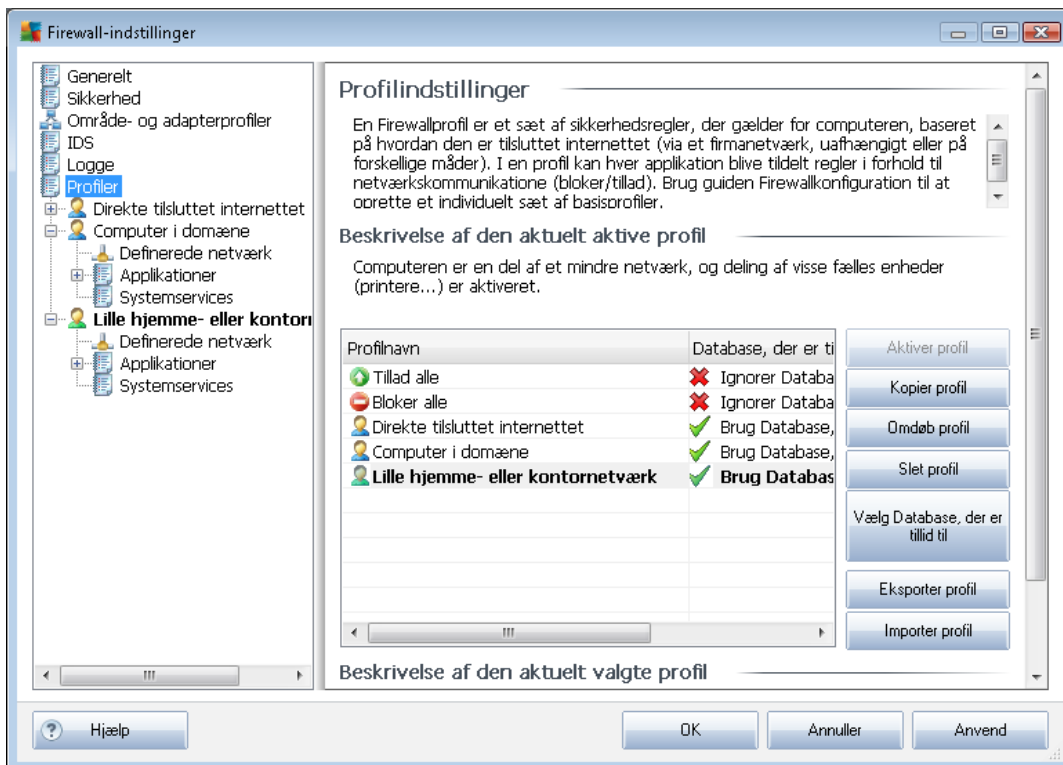 Firewall-indstillinger
Generelt
Sikkerhed
Område- og adapterprofiler
IDS
Logge
Profiler
Direkte tilsluttet internettet
Computer i domæne
Definerede netværk
Applikationer
Systemservices
Lille hjemme- eller kontorn
Definerede netværk
Applikationer
Systemservices
Profilindstillinger
En Firewallprofil er et sæt af sikkerhedsregler, der gælder for computeren, baseret
på hvordan den er tilsluttet internettet (via et firmanetværk, uafhængigt eller på
forskellige måder). I en profil kan hver applikation blive tildelt regler i forhold til
netværkskommunikatione (bloker/tillad). Brug guiden Firewallkonfiguration til at
oprette et individuelt sæt af basisprofiler.
Beskrivelse af den aktuelt aktive profil
Computeren er en del af et mindre netværk, og deling af visse fælles enheder
(printere...) er aktiveret.
Profilnavn Database, der er ti
Tillad alle Ignorer Databa
Bloker alle Ignorer Databa
Direkte tilsluttet internettet Brug Database,
Computer i domæne Brug Database,
Lille hjemme- eller kontornetværk Brug Databas
Aktiver profil
Kopier profil
Omdøb profil
Slet profil
Vælg Database, der er
tillid til
Eksporter profil
Importer profil
Beskrivelse af den aktuelt valgte profil
Hjælp
OK
Annuller
Anvend